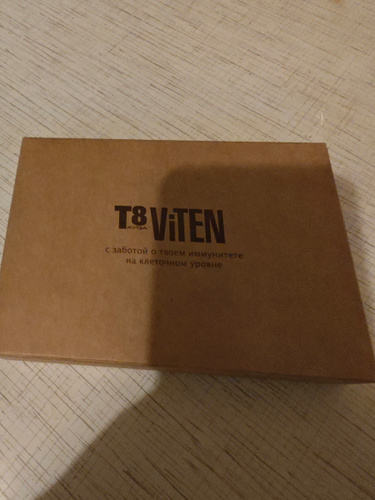 T8 ViTEN
с заботой о твоем иммунитете
на клеточном уровне